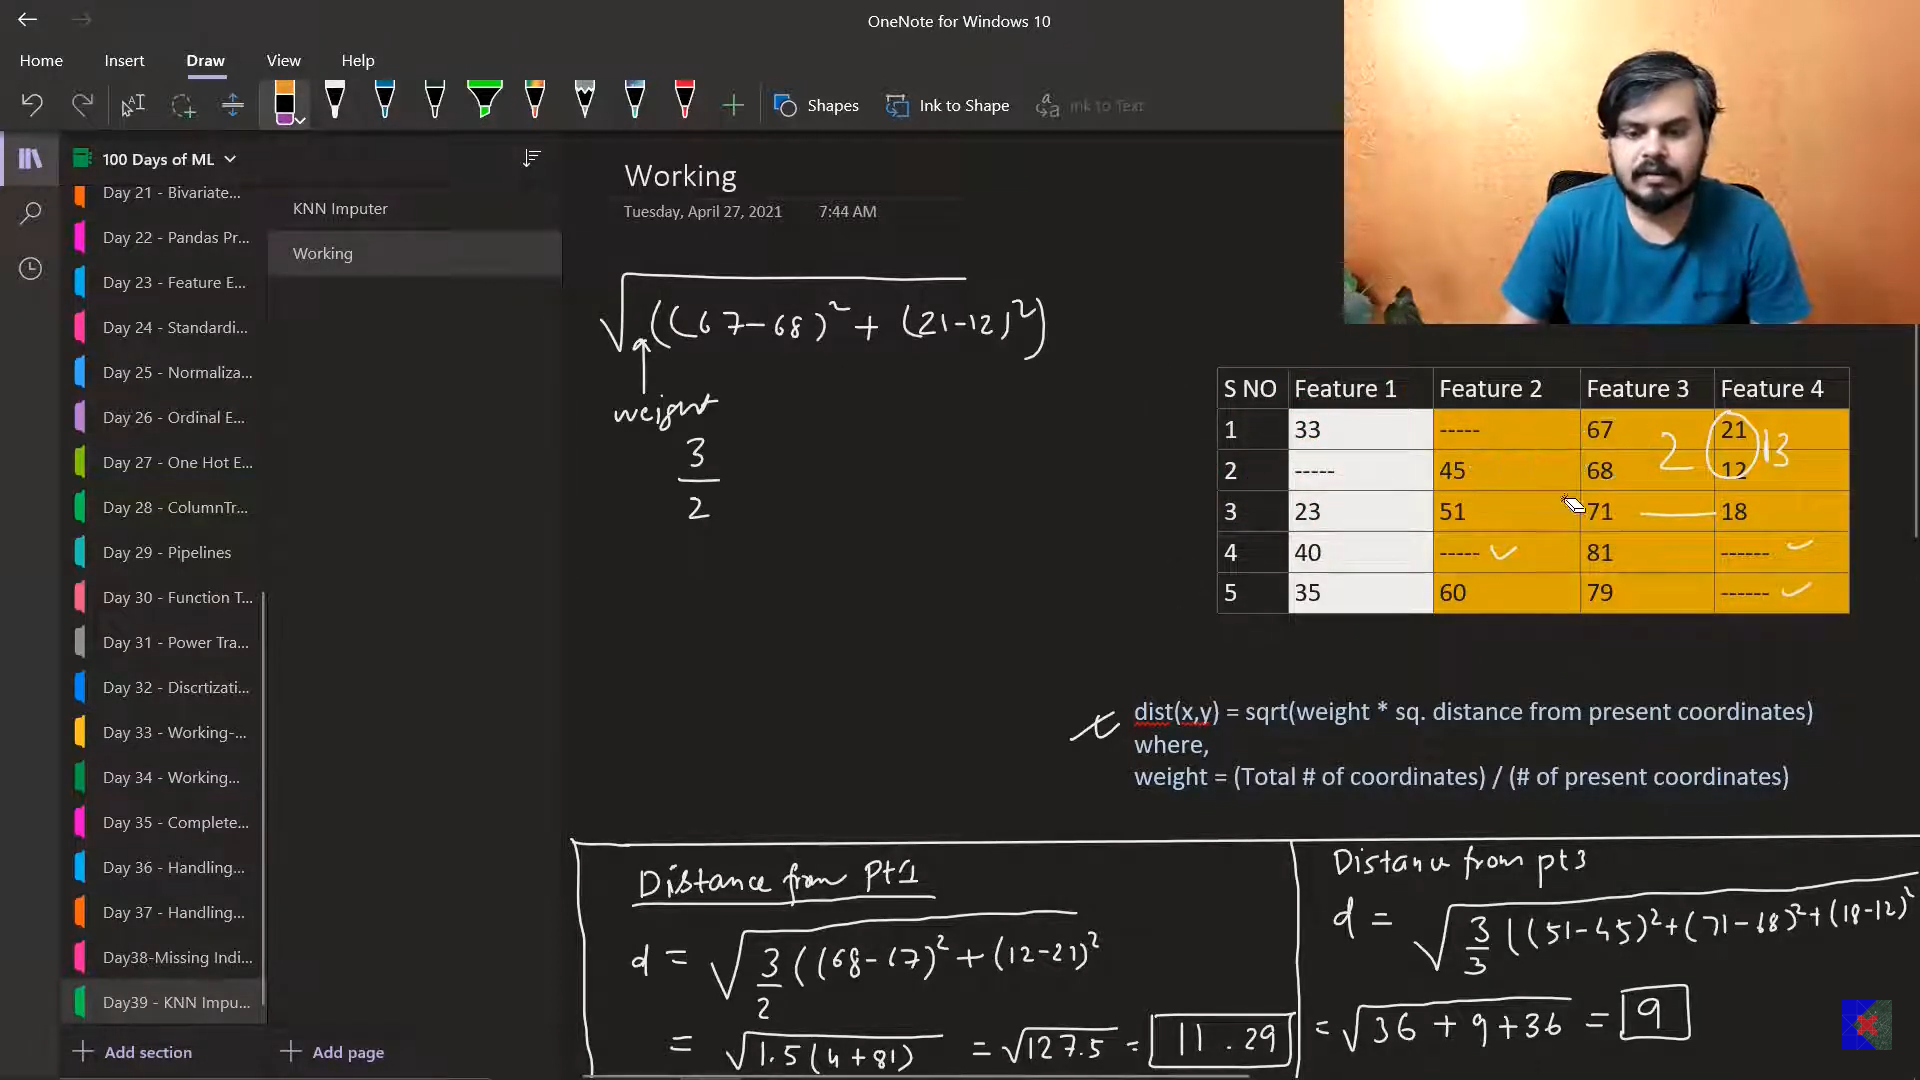 OneNote for Windows 10
Home Insert Draw View Help
Shapes Ink to Shape Ink to Text
100 Days of ML
Day 21 - Bivariate...
Day 22 - Pandas Pr...
Day 23 - Feature E...
Day 24 - Standardi...
Day 25 - Normaliza...
Day 26 - Ordinal E...
Day 27 - One Hot E...
Day 28 - ColumnTr...
Day 29 - Pipelines
Day 30 - Function T...
Day 31 - Power Tra...
Day 32 - Discrtizati...
Day 33 - Working-...
Day 34 - Working...
Day 35 - Complete...
Day 36 - Handling...
Day 37 - Handling...
Day38-Missing Indi...
Day39 - KNN Impu...
Add section
KNN Imputer
Working
Add page
Working
Tuesday, April 27, 2021 7:44 AM
√((67-68)² + (21-12)²)
weight
3
2
S NO Feature 1 Feature 2 Feature 3 Feature 4
1 33 ----- 67 21
2 13
2 ----- 45 68 12
3 23 51 71 18
4 40 ----- 81 ------
5 35 60 79 ------
dist(x,y) = sqrt(weight * sq. distance from present coordinates)
where,
weight = (Total # of coordinates) / (# of present coordinates)
Distance from Pt1
d = √3/2 ((68-67)² + (12-21)²
= √1.5(4+81) = √127.5 = 11.29
Distance from pt3
d = √3/3 ((51-45)²+(71-68)²+(18-12)²
= √36 + 9 + 36 = 9